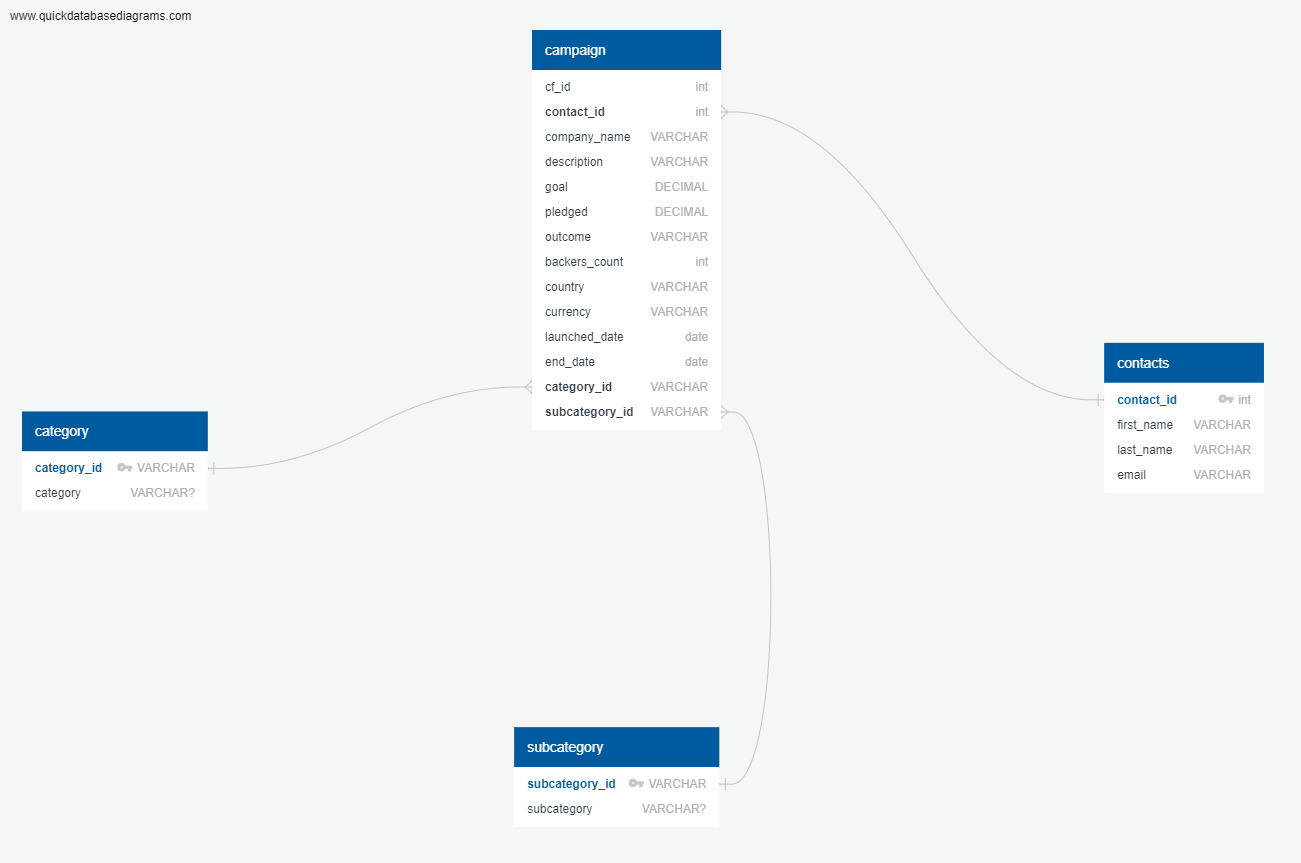 www.quickdatabasediagrams.com
campaign
cf_id int
contact_id int
company_name VARCHAR
description VARCHAR
goal DECIMAL
pledged DECIMAL
outcome VARCHAR
backers_count int
country VARCHAR
currency VARCHAR
launched_date date
end_date date
category_id VARCHAR
subcategory_id VARCHAR
contacts
contact_id int
first_name VARCHAR
last_name VARCHAR
email VARCHAR
category
category_id VARCHAR
category VARCHAR?
subcategory
subcategory_id VARCHAR
subcategory VARCHAR?